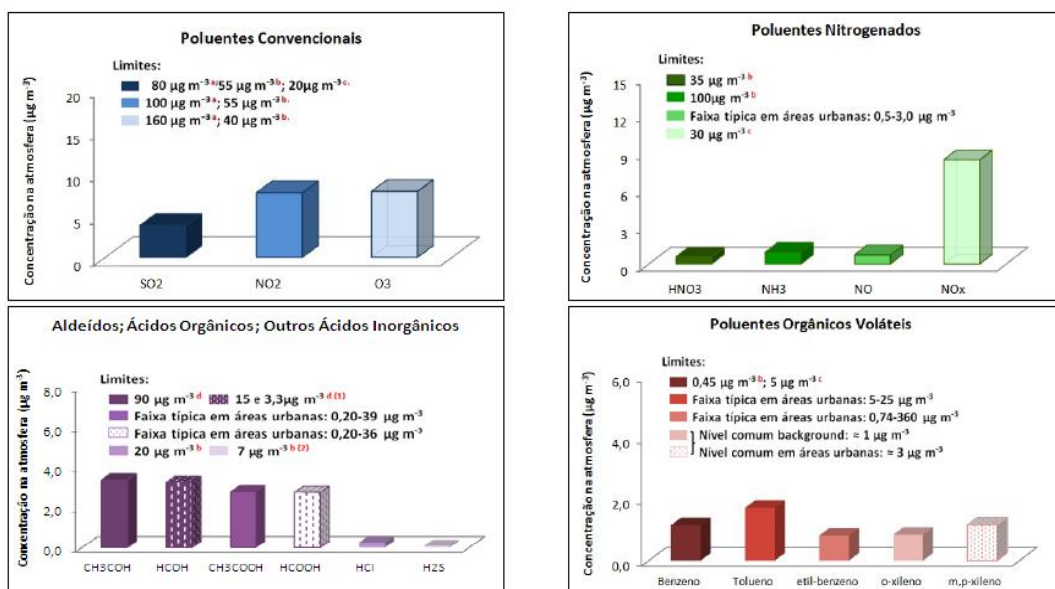 Poluentes Convencionais
Limites:
80 µg m⁻³ ᵃ; 55 µg m⁻³ ᵇ; 20µg m⁻³ ᶜ.
100 µg m⁻³ ᵃ; 55 µg m⁻³ ᵇ.
160 µg m⁻³ ᵃ; 40 µg m⁻³ ᵇ.
Concentração na atmosfera (µg m⁻³)
20
15
10
5
0
SO2 NO2 O3
Poluentes Nitrogenados
Limites:
35 µg m⁻³ ᵇ
100µg m⁻³ ᵇ
Faixa típica em áreas urbanas: 0,5-3,0 µg m⁻³
30 µg m⁻³ ᶜ
Concentração na atmosfera (µg m⁻³)
15
12
9
6
3
0
HNO3 NH3 NO NOx
Aldeídos; Ácidos Orgânicos; Outros Ácidos Inorgânicos
Limites:
90 µg m⁻³ ᵈ 15 e 3,3µg m⁻³ ᵈ ⁽¹⁾
Faixa típica em áreas urbanas: 0,20-39 µg m⁻³
Faixa típica em áreas urbanas: 0,20-36 µg m⁻³
20 µg m⁻³ ᵇ 7 µg m⁻³ ᵇ ⁽²⁾
Concentração na atmosfera (µg m⁻³)
8,0
6,0
4,0
2,0
0,0
CH3COH HCOH CH3COOH HCOOH HCl H2S
Poluentes Orgânicos Voláteis
Limites:
0,45 µg m⁻³ ᵇ; 5 µg m⁻³ ᶜ
Faixa típica em áreas urbanas: 5-25 µg m⁻³
Faixa típica em áreas urbanas: 0,74-360 µg m⁻³
Nível comum background: ≈ 1 µg m⁻³
Nível comum em áreas urbanas: ≈ 3 µg m⁻³
Concentração na atmosfera (µg m⁻³)
6,0
4,0
2,0
0,0
Benzeno Tolueno etil-benzeno o-xileno m,p-xileno